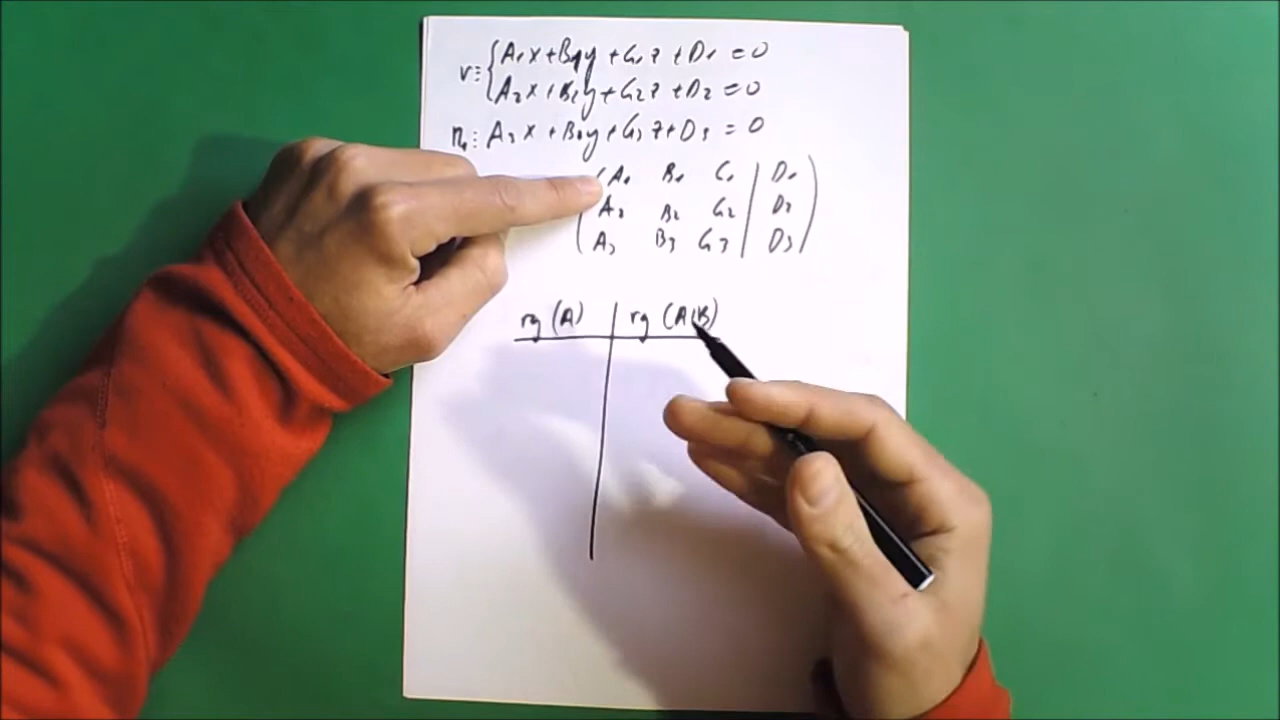 r≡ { A₁x + B₁y + C₁z + D₁ = 0
A₂x + B₂y + C₂z + D₂ = 0
π₁ ≡ A₃x + B₃y + C₃z + D₃ = 0
( A₁ B₁ C₁ | D₁ )
A₂ B₂ C₂ | D₂
A₃ B₃ C₃ | D₃
rg (A) | rg (A|B)